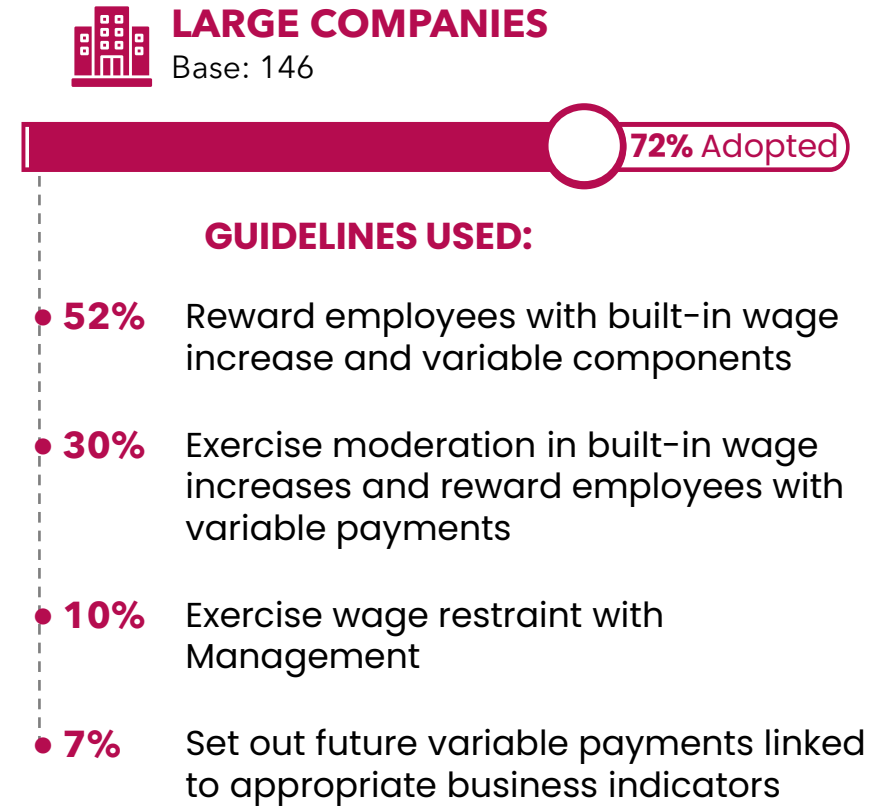 LARGE COMPANIES
Base: 146
72% Adopted
GUIDELINES USED:
52% Reward employees with built-in wage
increase and variable components
30% Exercise moderation in built-in wage
increases and reward employees with
variable payments
10% Exercise wage restraint with
Management
7% Set out future variable payments linked
to appropriate business indicators